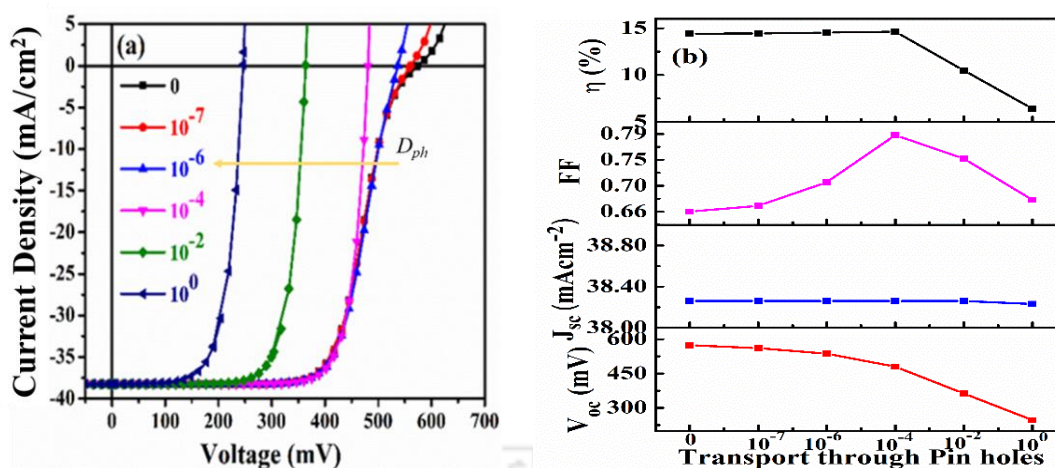 (a)
Current Density (mA/cm²)
5
0
-5
-10
-15
-20
-25
-30
-35
-40
0
10⁻⁷
10⁻⁶
10⁻⁴
10⁻²
10⁰
D_ph
0 100 200 300 400 500 600 700
Voltage (mV)
(b)
η (%)
15
10
5
FF
0.79
0.75
0.70
0.66
J_sc (mAcm⁻²)
38.80
38.40
38.00
V_oc (mV)
600
450
300
0 10⁻⁷ 10⁻⁶ 10⁻⁴ 10⁻² 10⁰
Transport through Pin holes